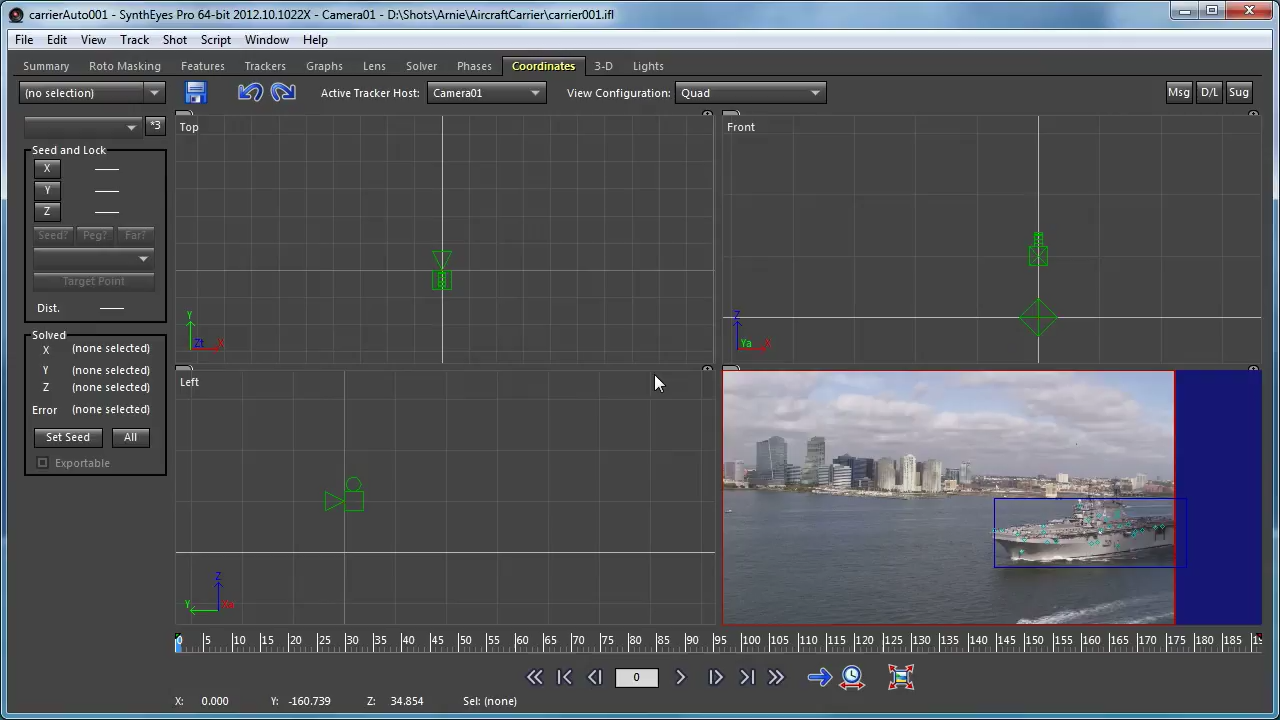 carrierAuto001 - SynthEyes Pro 64-bit 2012.10.1022X - Camera01 - D:\Shots\Arnie\AircraftCarrier\carrier001.ifl
File Edit View Track Shot Script Window Help
Summary Roto Masking Features Trackers Graphs Lens Solver Phases Coordinates 3-D Lights
(no selection) Active Tracker Host: Camera01 View Configuration: Quad Msg D/L Sug
*3
Top
Front
Seed and Lock
X
Y
Z
Seed? Peg? Far?
Target Point
Dist.
Y
Zt X
Z
Ya X
Solved
X (none selected)
Y (none selected)
Z (none selected)
Error (none selected)
Set Seed All
Exportable
Left
Z
Y Xa
0 5 10 15 20 25 30 35 40 45 50 55 60 65 70 75 80 85 90 95 100 105 110 115 120 125 130 135 140 145 150 155 160 165 170 175 180 185
0
X: 0.000 Y: -160.739 Z: 34.854 Sel: (none)